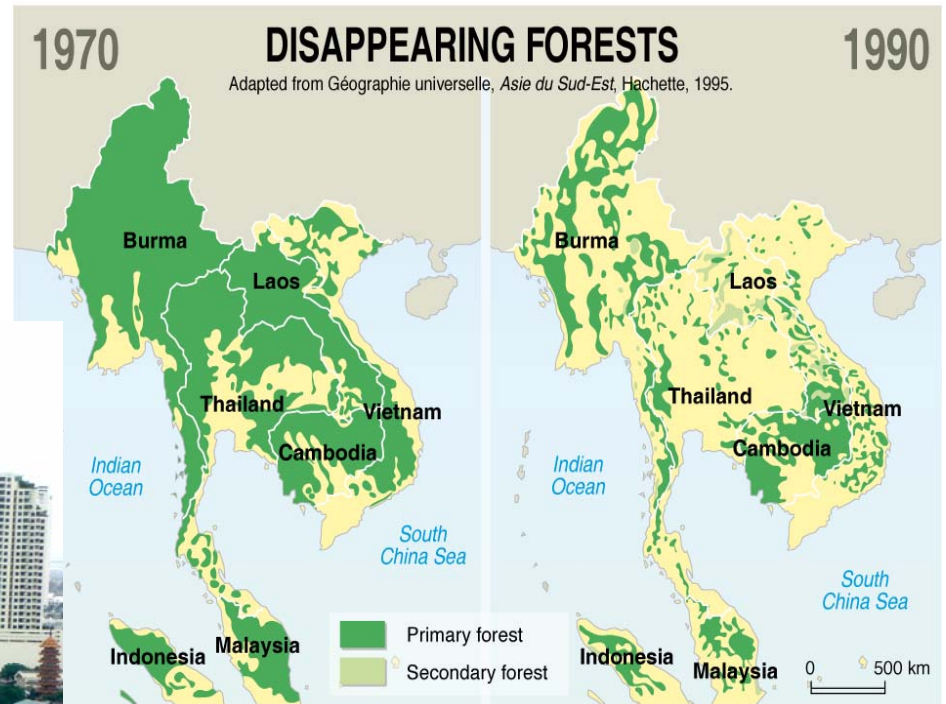 1970
DISAPPEARING FORESTS
1990
Adapted from Géographie universelle, Asie du Sud-Est, Hachette, 1995.
Burma
Laos
Thailand
Vietnam
Cambodia
Indian
Ocean
South
China Sea
Malaysia
Indonesia
Primary forest
Secondary forest
Burma
Laos
Thailand
Vietnam
Cambodia
Indian
Ocean
South
China Sea
Indonesia
Malaysia
0 500 km